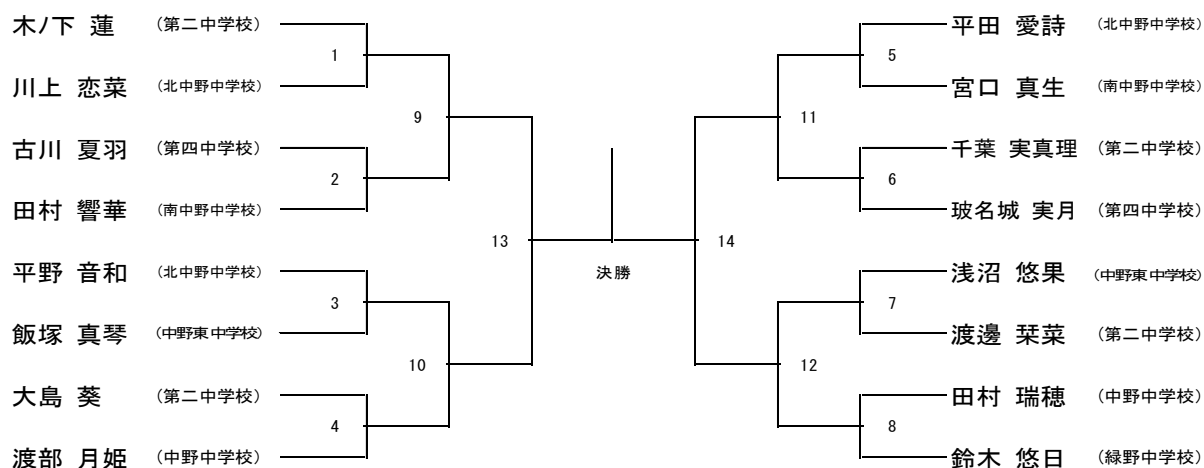 木ノ下 蓮 (第二中学校)
1
川上 恋菜 (北中野中学校)
9
古川 夏羽 (第四中学校)
2
田村 響華 (南中野中学校)
13
平野 音和 (北中野中学校)
3
飯塚 真琴 (中野東中学校)
10
大島 葵 (第二中学校)
4
渡部 月姫 (中野中学校)
決勝
平田 愛詩 (北中野中学校)
5
宮口 真生 (南中野中学校)
11
千葉 実真理 (第二中学校)
6
玻名城 実月 (第四中学校)
14
浅沼 悠果 (中野東中学校)
7
渡邊 栞菜 (第二中学校)
12
田村 瑞穂 (中野中学校)
8
鈴木 悠日 (緑野中学校)